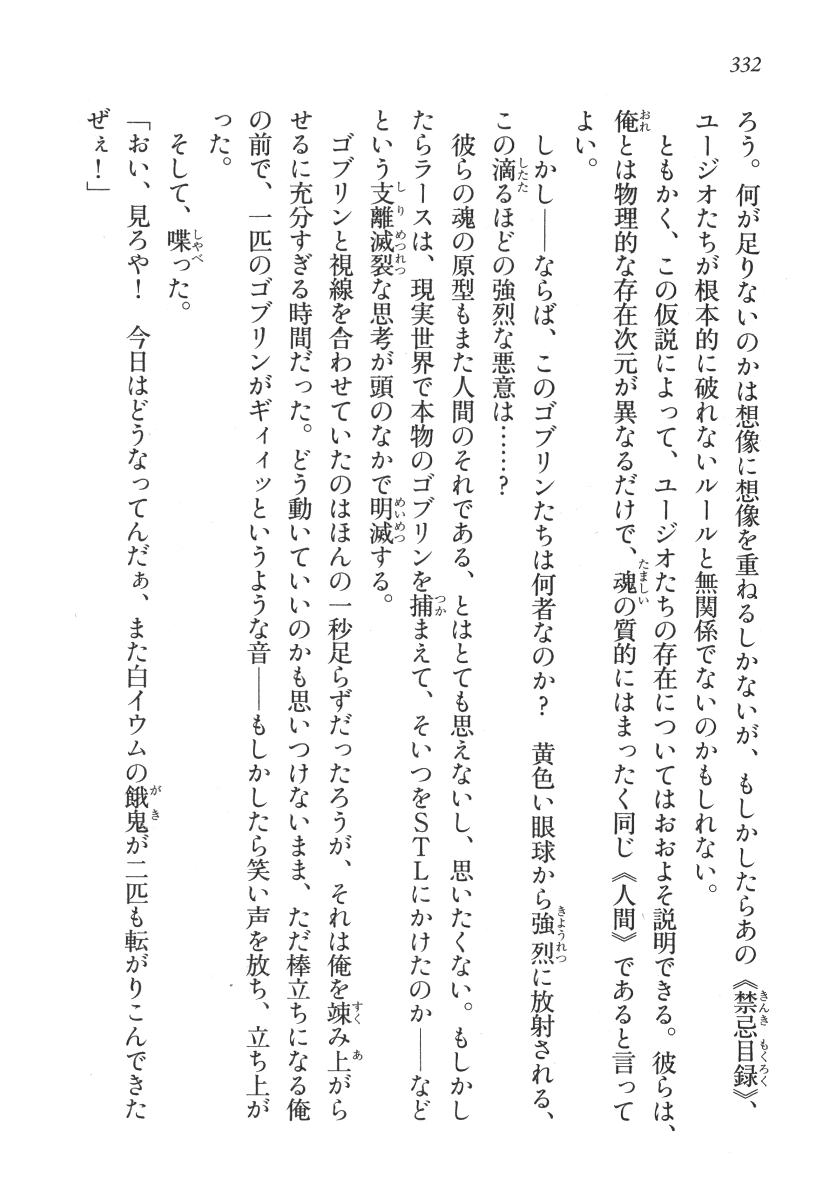 332
ろう。何が足りないのかは想像に想像を重ねるしかないが、もしかしたらあの《禁忌目録》、
ユージオたちが根本的に破れないルールと無関係でないのかもしれない。
ともかく、この仮説によって、ユージオたちの存在についてはおおよそ説明できる。彼らは、
俺とは物理的な存在次元が異なるだけで、魂の質的にはまったく同じ《人間》であると言って
よい。
しかし――ならば、このゴブリンたちは何者なのか？　黄色い眼球から強烈に放射される、
この滴るほどの強烈な悪意は……？
彼らの魂の原型もまた人間のそれである、とはとても思えないし、思いたくない。もしかし
たらラースは、現実世界で本物のゴブリンを捕まえて、そいつをＳＴＬにかけたのか――など
という支離滅裂な思考が頭のなかで明滅する。
ゴブリンと視線を合わせていたのはほんの一秒足らずだったろうが、それは俺を竦み上がら
せるに充分すぎる時間だった。どう動いていいのかも思いつけないまま、ただ棒立ちになる俺
の前で、一匹のゴブリンがギィィッというような音――もしかしたら笑い声を放ち、立ち上が
った。
そして、喋った。
「おい、見ろや！　今日はどうなってんだぁ、また白イウムの餓鬼が二匹も転がりこんできた
ぜぇ！」